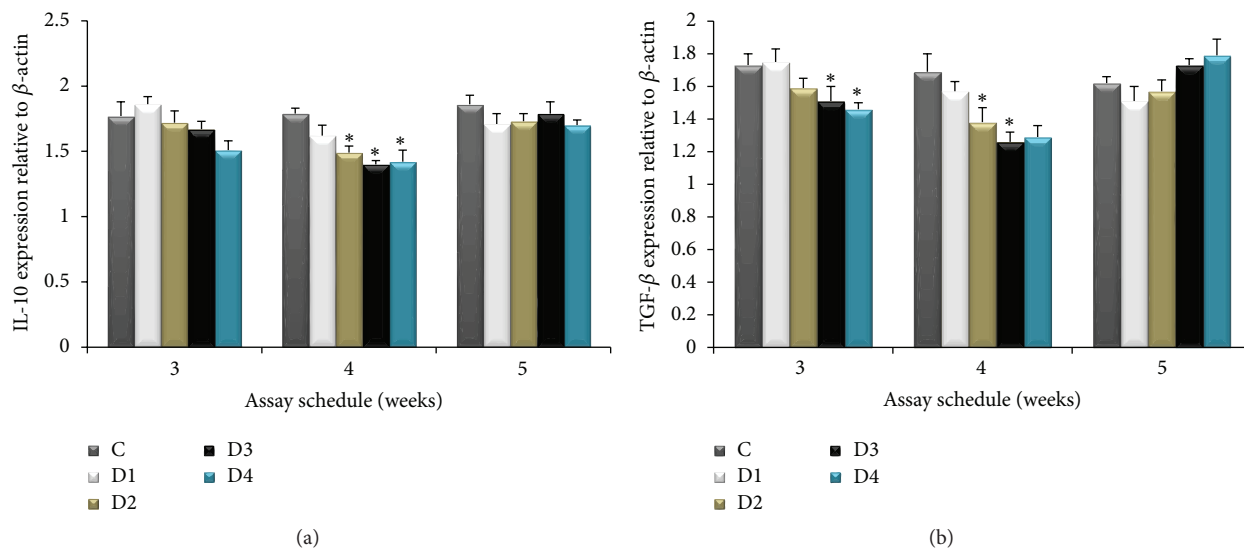 IL-10 expression relative to β-actin
2.5
2
1.5
1
0.5
0
* * *
3 4 5
Assay schedule (weeks)
C
D1
D2
D3
D4
(a)
TGF-β expression relative to β-actin
2
1.8
1.6
1.4
1.2
1
0.8
0.6
0.4
0.2
0
* * * *
3 4 5
Assay schedule (weeks)
C
D1
D2
D3
D4
(b)